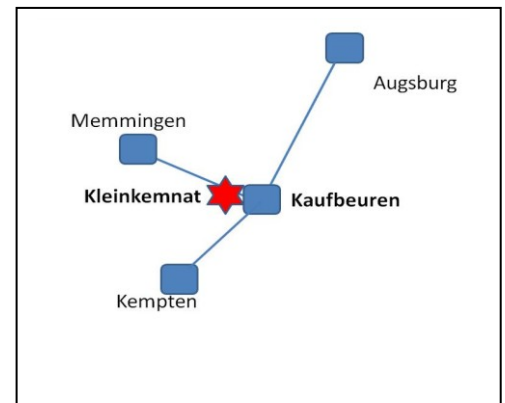 Augsburg
Memmingen
Kleinkemnat
Kaufbeuren
Kempten